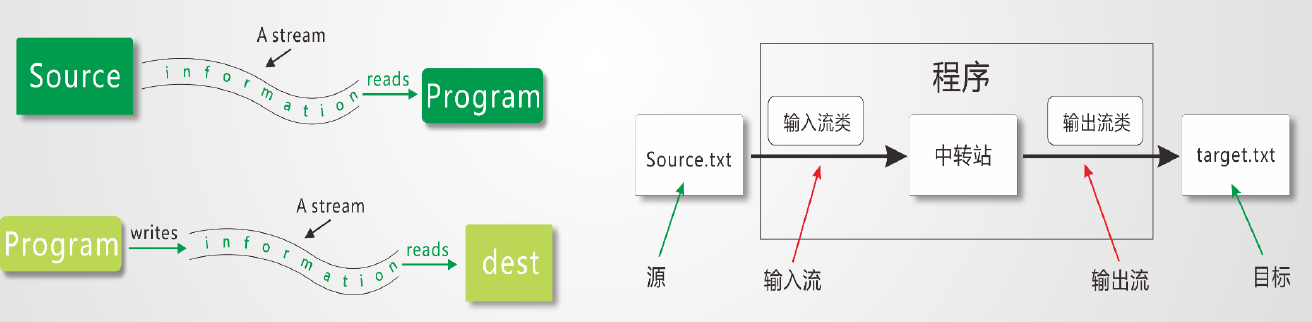 A stream
Source
information
reads
Program
A stream
Program
writes
information
reads
dest
程序
输入流类
输出流类
Source.txt
中转站
target.txt
源
输入流
输出流
目标